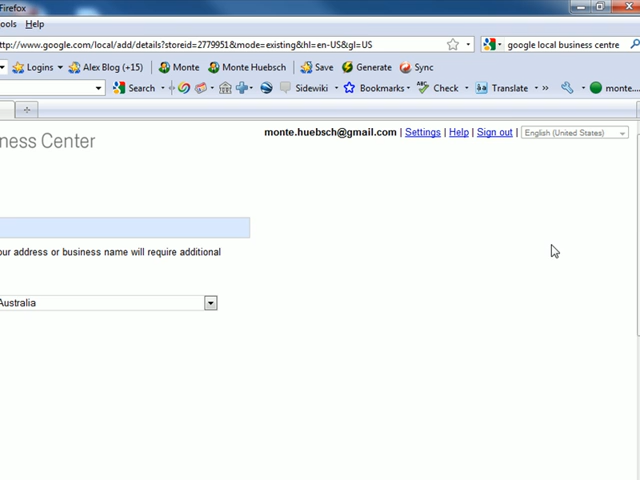 Firefox
ools Help
ttp://www.google.com/local/add/details?storeid=2779951&mode=existing&hl=en-US&gl=US google local business centre
Logins Alex Blog (+15) Monte Monte Huebsch Save Generate Sync
Search Sidewiki Bookmarks Check Translate monte....
ness Center
monte.huebsch@gmail.com | Settings | Help | Sign out | English (United States)
our address or business name will require additional
Australia